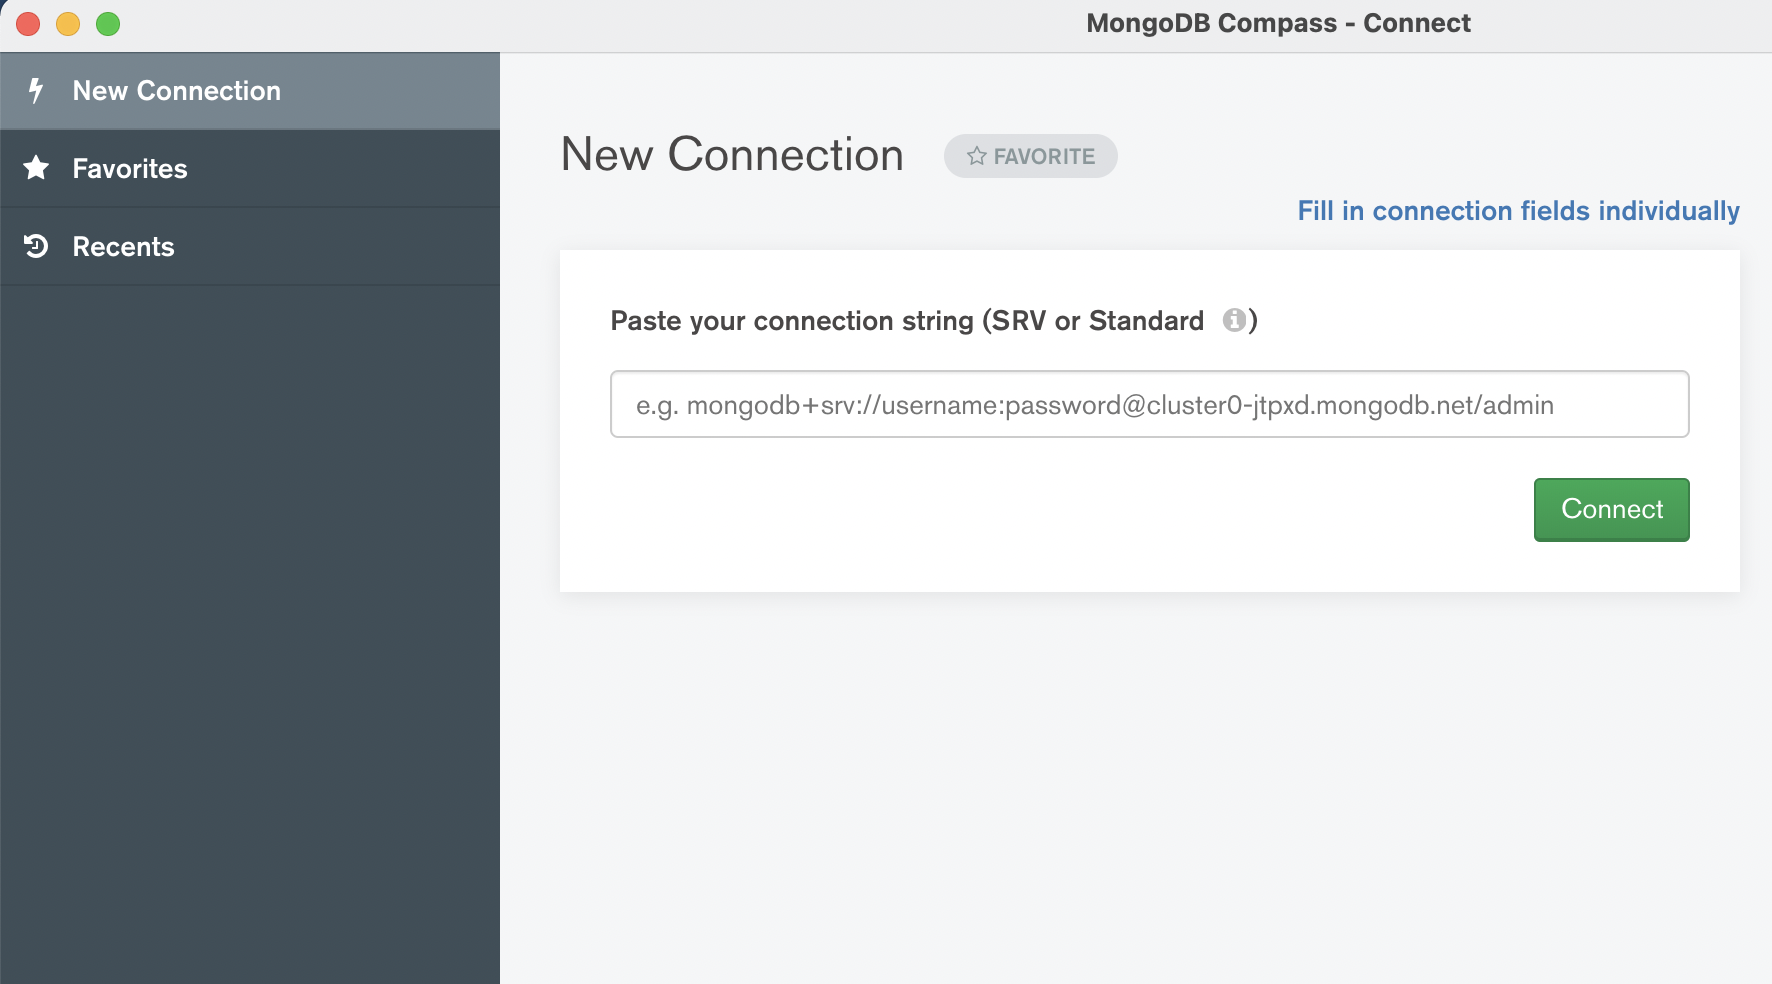 MongoDB Compass - Connect
New Connection
Favorites
Recents
New Connection
FAVORITE
Fill in connection fields individually
Paste your connection string (SRV or Standard )
e.g. mongodb+srv://username:password@cluster0-jtpxd.mongodb.net/admin
Connect